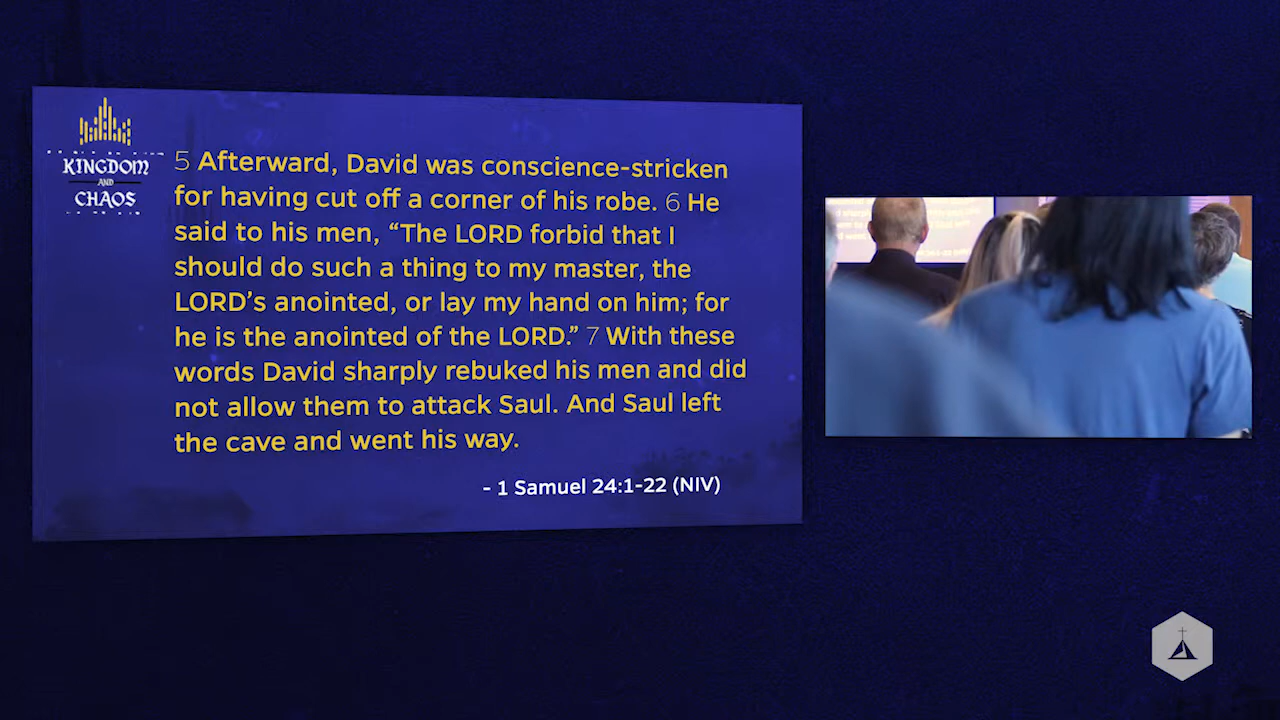 KINGDOM
AND
CHAOS
5 Afterward, David was conscience-stricken
for having cut off a corner of his robe. 6 He
said to his men, “The LORD forbid that I
should do such a thing to my master, the
LORD’s anointed, or lay my hand on him; for
he is the anointed of the LORD.” 7 With these
words David sharply rebuked his men and did
not allow them to attack Saul. And Saul left
the cave and went his way.
- 1 Samuel 24:1-22 (NIV)